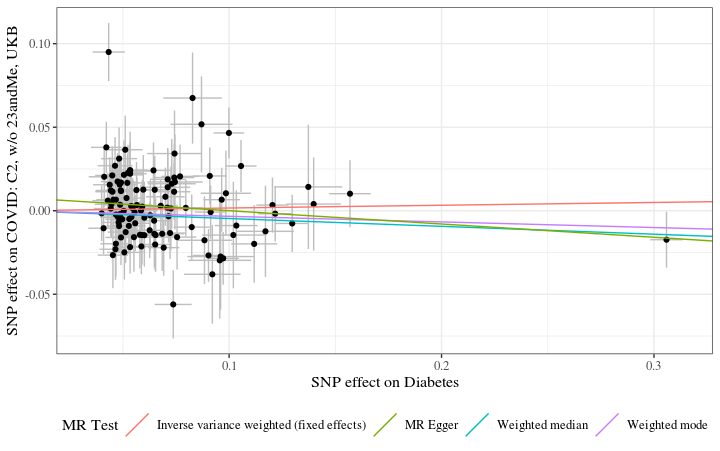 SNP effect on COVID: C2, w/o 23andMe, UKB
0.10
0.05
0.00
-0.05
0.1
0.2
0.3
SNP effect on Diabetes
MR Test
Inverse variance weighted (fixed effects)
MR Egger
Weighted median
Weighted mode